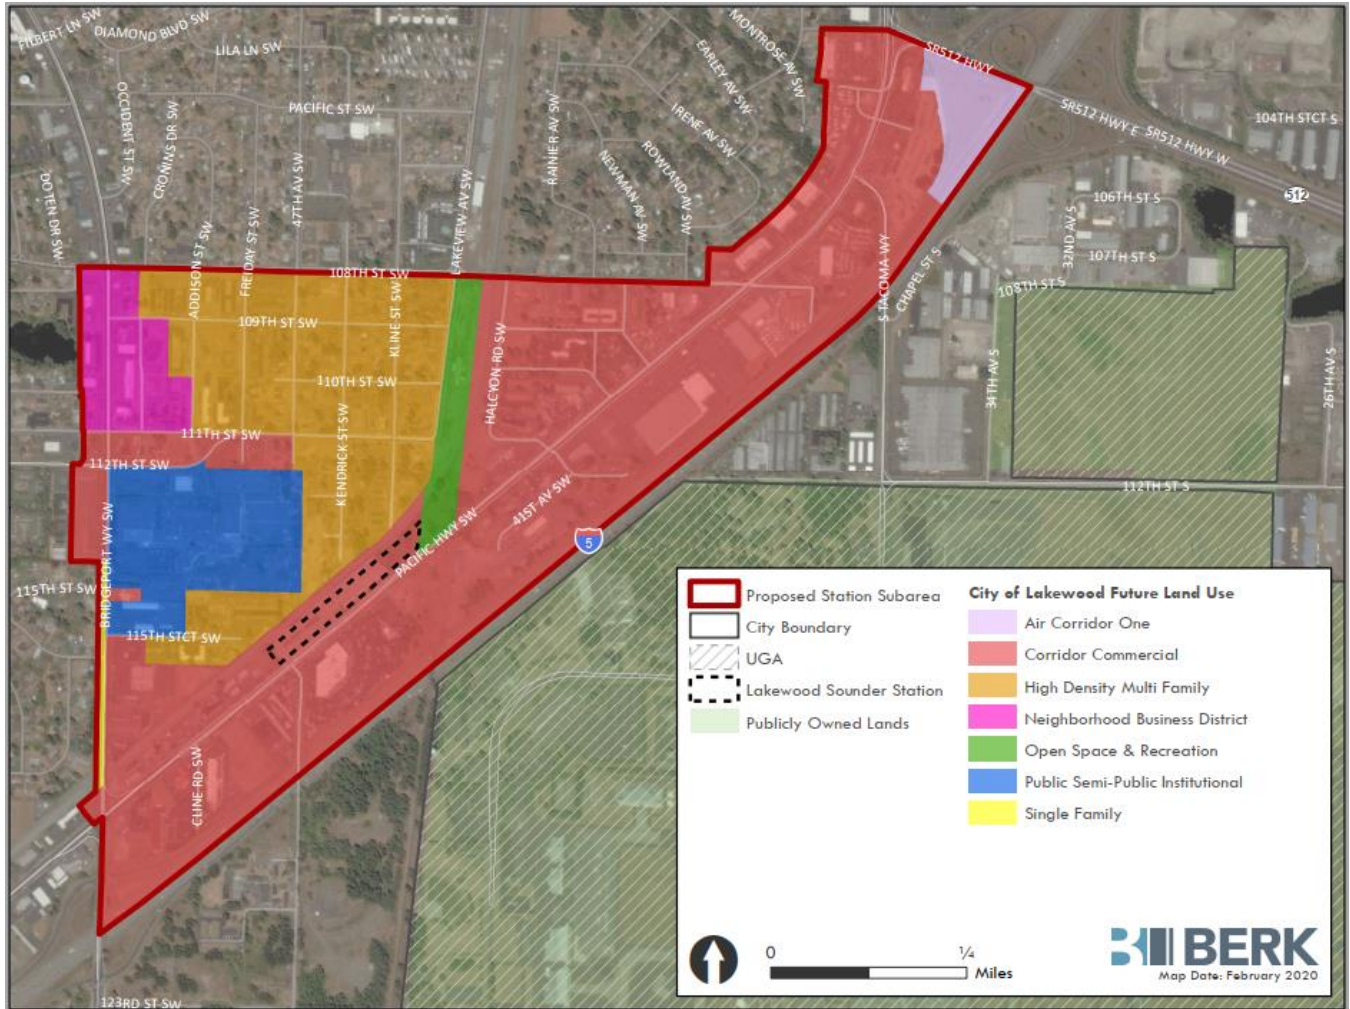 FILBERT LN SW
DIAMOND BLVD SW
LILA LN SW
MONTROSE AV SW
EARLEY AV SW
SR512 HWY
OCCIDENT ST SW
CRONINS DR SW
PACIFIC ST SW
IRENE AV SW
SR512 HWY E
SR512 HWY W
104TH STCT S
RAINIER AV SW
ROWLAND AV SW
NEWMAN AV SW
DOTEN DR SW
47TH AV SW
LAKEVIEW AV SW
106TH ST S
512
32ND AV S
107TH ST S
ADDISON ST SW
FREIDAY ST SW
108TH ST SW
S TACOMA WY
CHAPEL ST S
108TH ST S
109TH ST SW
KLINE ST SW
HALCYON RD SW
34TH AV S
26TH AV S
110TH ST SW
KENDRICK ST SW
111TH ST SW
112TH ST SW
112TH ST S
41ST AV SW
PACIFIC HWY SW
BRIDGEPORT WY SW
5
115TH ST SW
115TH STCT SW
CLINE RD SW
123RD ST SW
Proposed Station Subarea
City Boundary
UGA
Lakewood Sounder Station
Publicly Owned Lands
City of Lakewood Future Land Use
Air Corridor One
Corridor Commercial
High Density Multi Family
Neighborhood Business District
Open Space & Recreation
Public Semi-Public Institutional
Single Family
0
¼
Miles
BERK
Map Date: February 2020